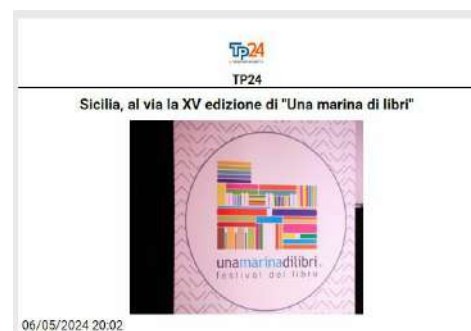 Tp24
TP24
Sicilia, al via la XV edizione di "Una marina di libri"
unamarinadilibri
festival del libro
06/05/2024 20:02